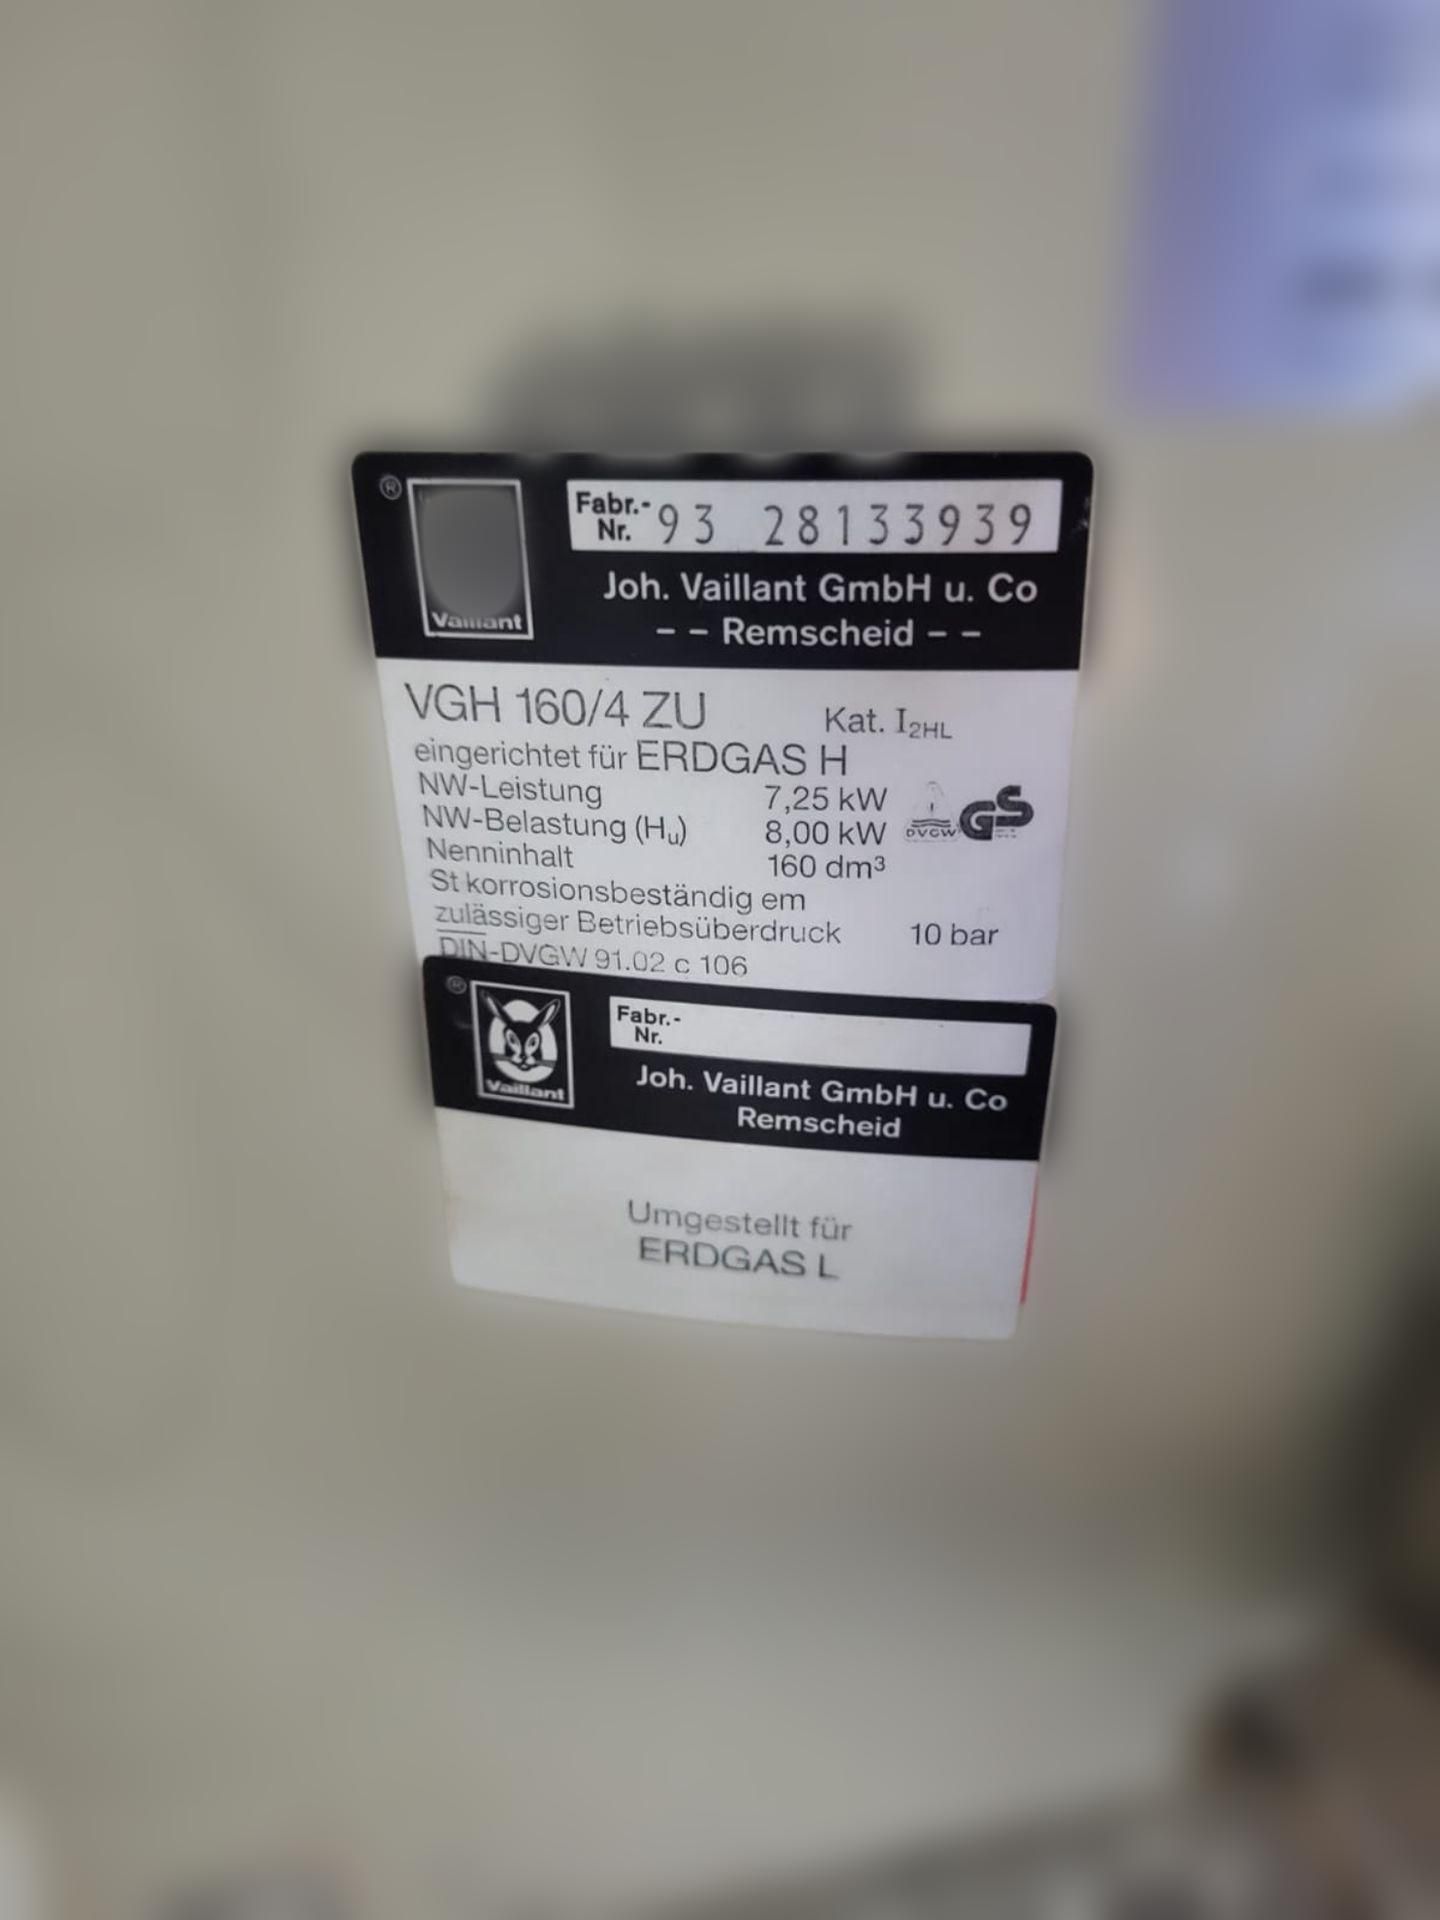 ®
Vaillant
Fabr.-
Nr. 93 28133939
Joh. Vaillant GmbH u. Co
-- Remscheid --
VGH 160/4 ZU Kat. I2HL
eingerichtet für ERDGAS H
NW-Leistung 7,25 kW
NW-Belastung (Hu) 8,00 kW
DVGW GS
Nenninhalt 160 dm³
St korrosionsbeständig em
zulässiger Betriebsüberdruck 10 bar
DIN-DVGW 91.02 c 106
®
Vaillant
Fabr.-
Nr.
Joh. Vaillant GmbH u. Co
Remscheid
Umgestellt für
ERDGAS L